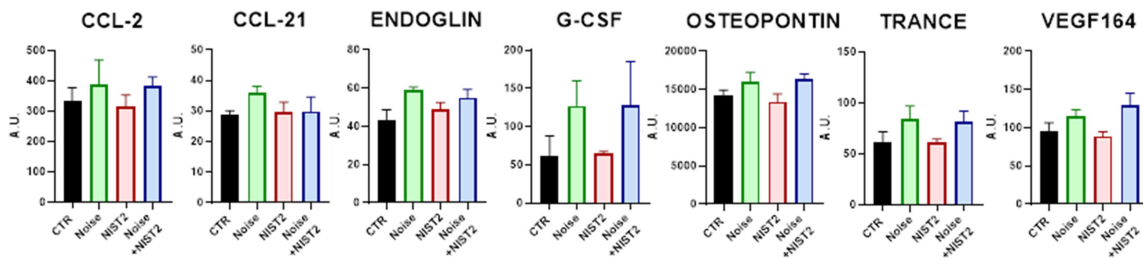 CCL-2
A.U.
500
400
300
200
100
0
CTR
Noise
NIST2
Noise
+NIST2
CCL-21
A.U.
50
40
30
20
10
0
CTR
Noise
NIST2
Noise
+NIST2
ENDOGLIN
A.U.
80
60
40
20
0
CTR
Noise
NIST2
Noise
+NIST2
G-CSF
A.U.
200
150
100
50
0
CTR
Noise
NIST2
Noise
+NIST2
OSTEOPONTIN
A.U.
20000
15000
10000
5000
0
CTR
Noise
NIST2
Noise
+NIST2
TRANCE
A.U.
150
100
50
0
CTR
Noise
NIST2
Noise
+NIST2
VEGF164
A.U.
200
150
100
50
0
CTR
Noise
NIST2
Noise
+NIST2